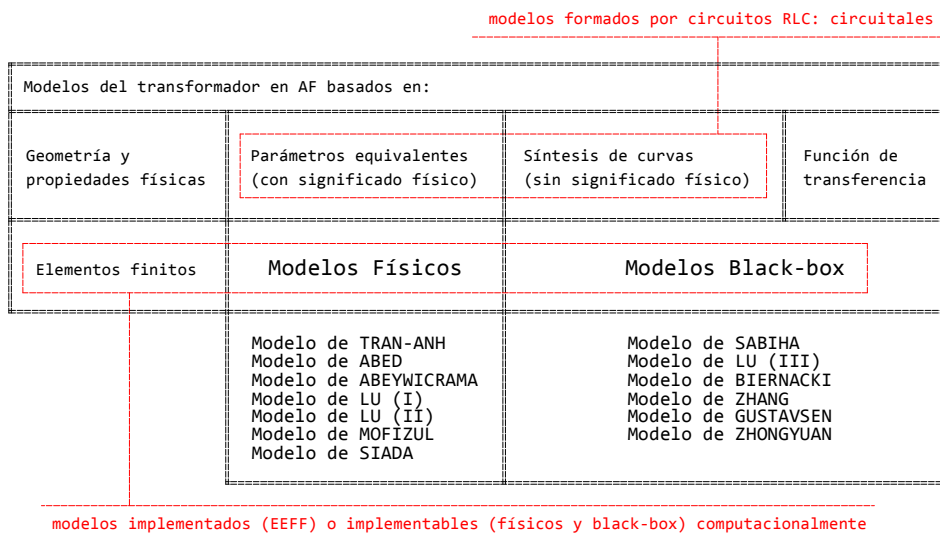 modelos formados por circuitos RLC: circuitales
Modelos del transformador en AF basados en:
Geometría y
propiedades físicas
Parámetros equivalentes
(con significado físico)
Síntesis de curvas
(sin significado físico)
Función de
transferencia
Elementos finitos
Modelos Físicos
Modelos Black-box
Modelo de TRAN-ANH
Modelo de ABED
Modelo de ABEYWICRAMA
Modelo de LU (I)
Modelo de LU (II)
Modelo de MOFIZUL
Modelo de SIADA
Modelo de SABIHA
Modelo de LU (III)
Modelo de BIERNACKI
Modelo de ZHANG
Modelo de GUSTAVSEN
Modelo de ZHONGYUAN
modelos implementados (EEFF) o implementables (físicos y black-box) computacionalmente